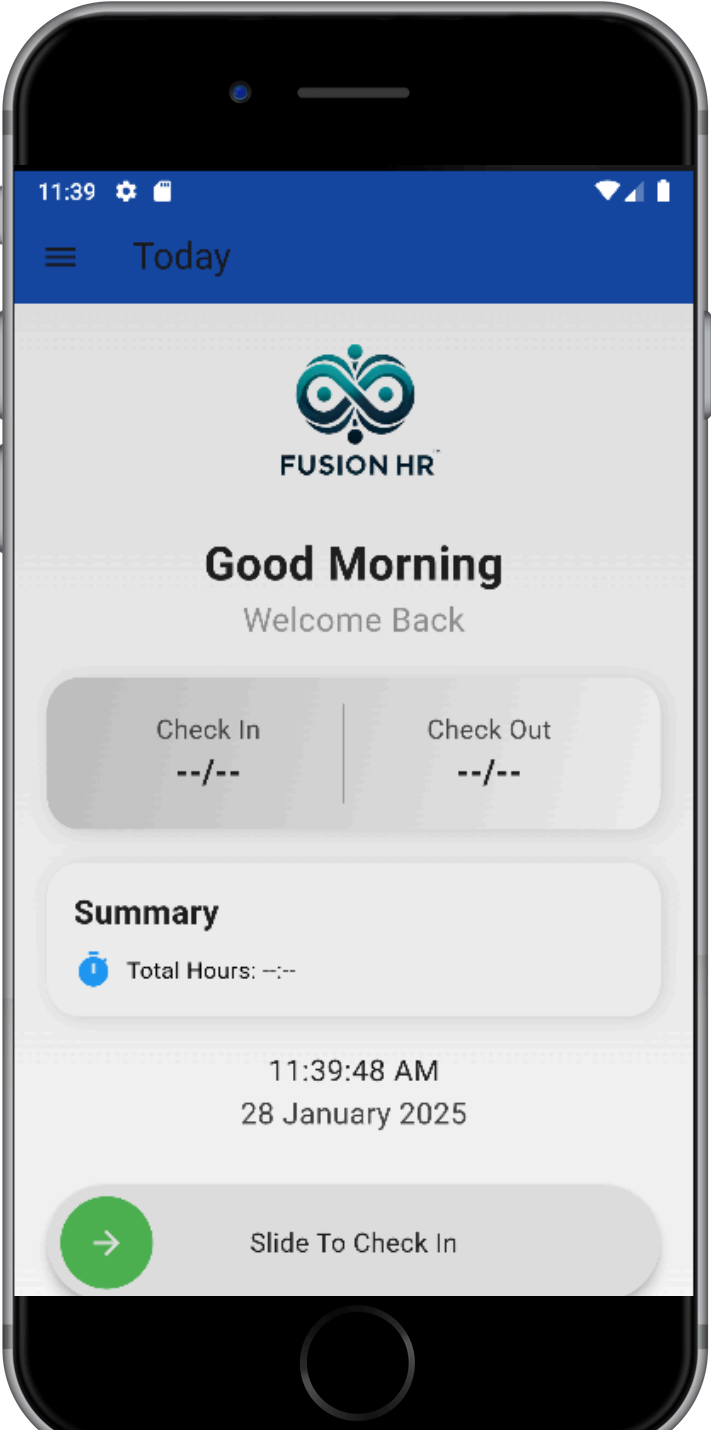 11:39
Today
FUSION HR™
Good Morning
Welcome Back
Check In
Check Out
--/--
--/--
Summary
Total Hours: --:--
11:39:48 AM
28 January 2025
Slide To Check In